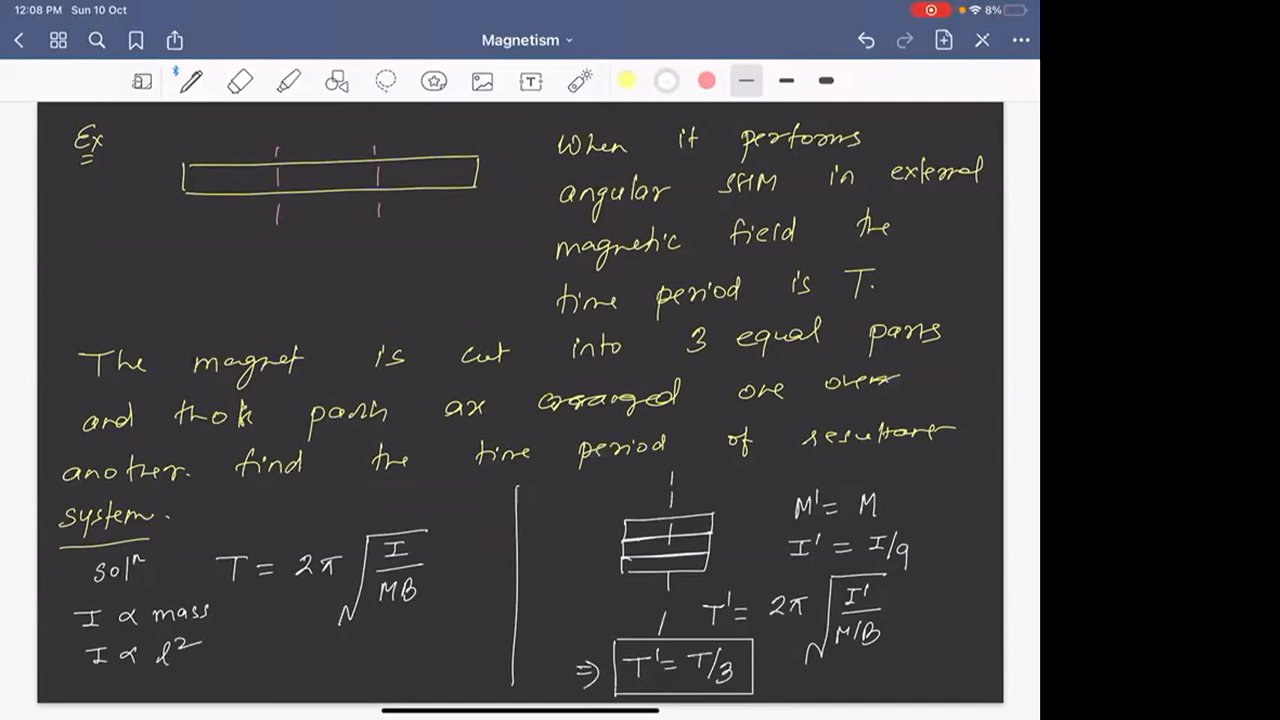 12:08 PM Sun 10 Oct
8%
Magnetism
Ex
When it performs
angular SHM in external
magnetic field the
time period is T.
The magnet is cut into 3 equal parts
and parts are arranged one over
another. find the time period of resultant
system.
solⁿ T = 2π √(I/MB)
I ∝ mass
I ∝ l²
M' = M
I' = I/9
T' = 2π √(I'/M'B)
⇒ T' = T/3